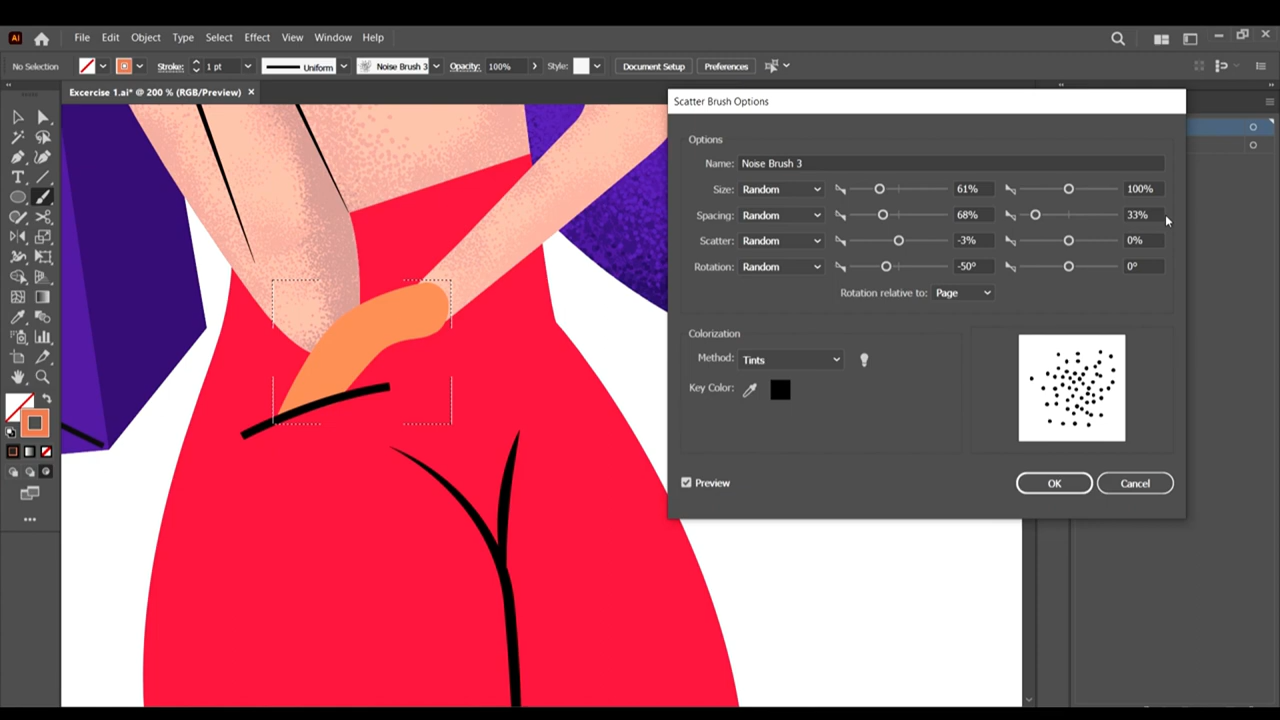 Ai File Edit Object Type Select Effect View Window Help
No Selection Stroke: 1 pt Uniform Noise Brush 3 Opacity: 100% Style: Document Setup Preferences
Excercise 1.ai* @ 200 % (RGB/Preview) ×
Scatter Brush Options
Options
Name: Noise Brush 3
Size: Random 61% 100%
Spacing: Random 68% 33%
Scatter: Random -3% 0%
Rotation: Random -50° 0°
Rotation relative to: Page
Colorization
Method: Tints
Key Color:
Preview OK Cancel